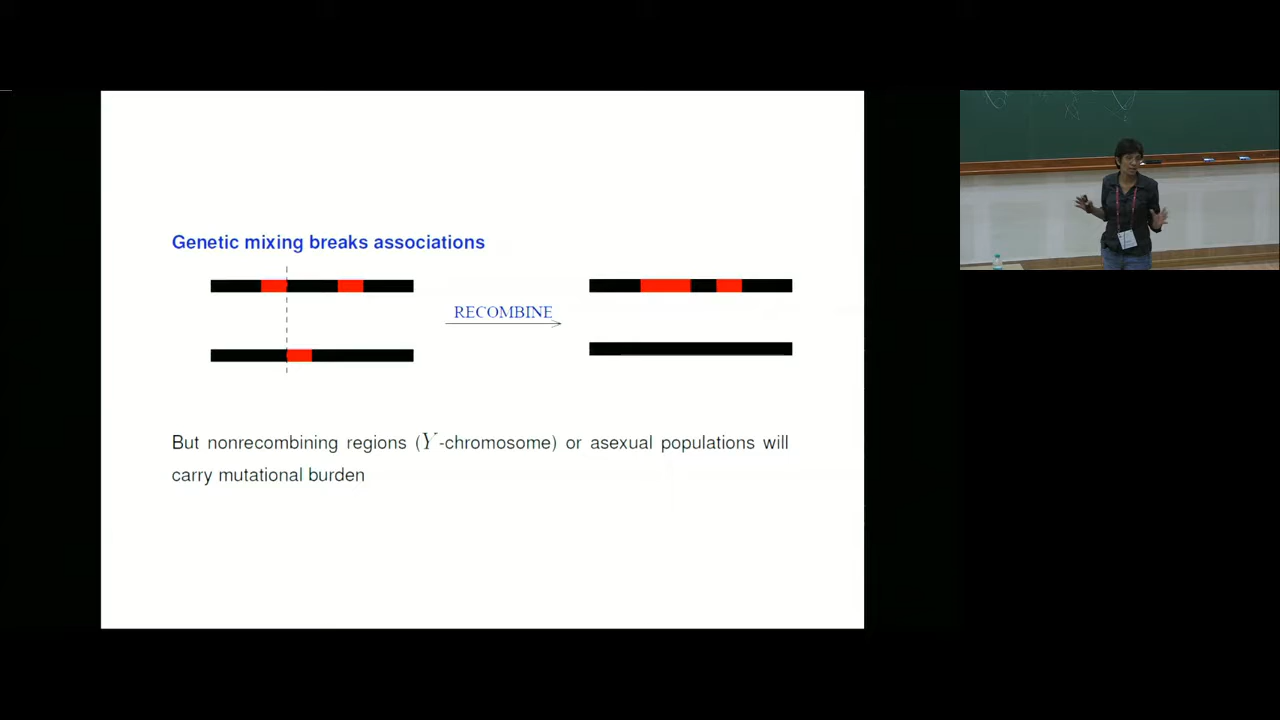 Genetic mixing breaks associations
RECOMBINE
But nonrecombining regions (Y-chromosome) or asexual populations will
carry mutational burden